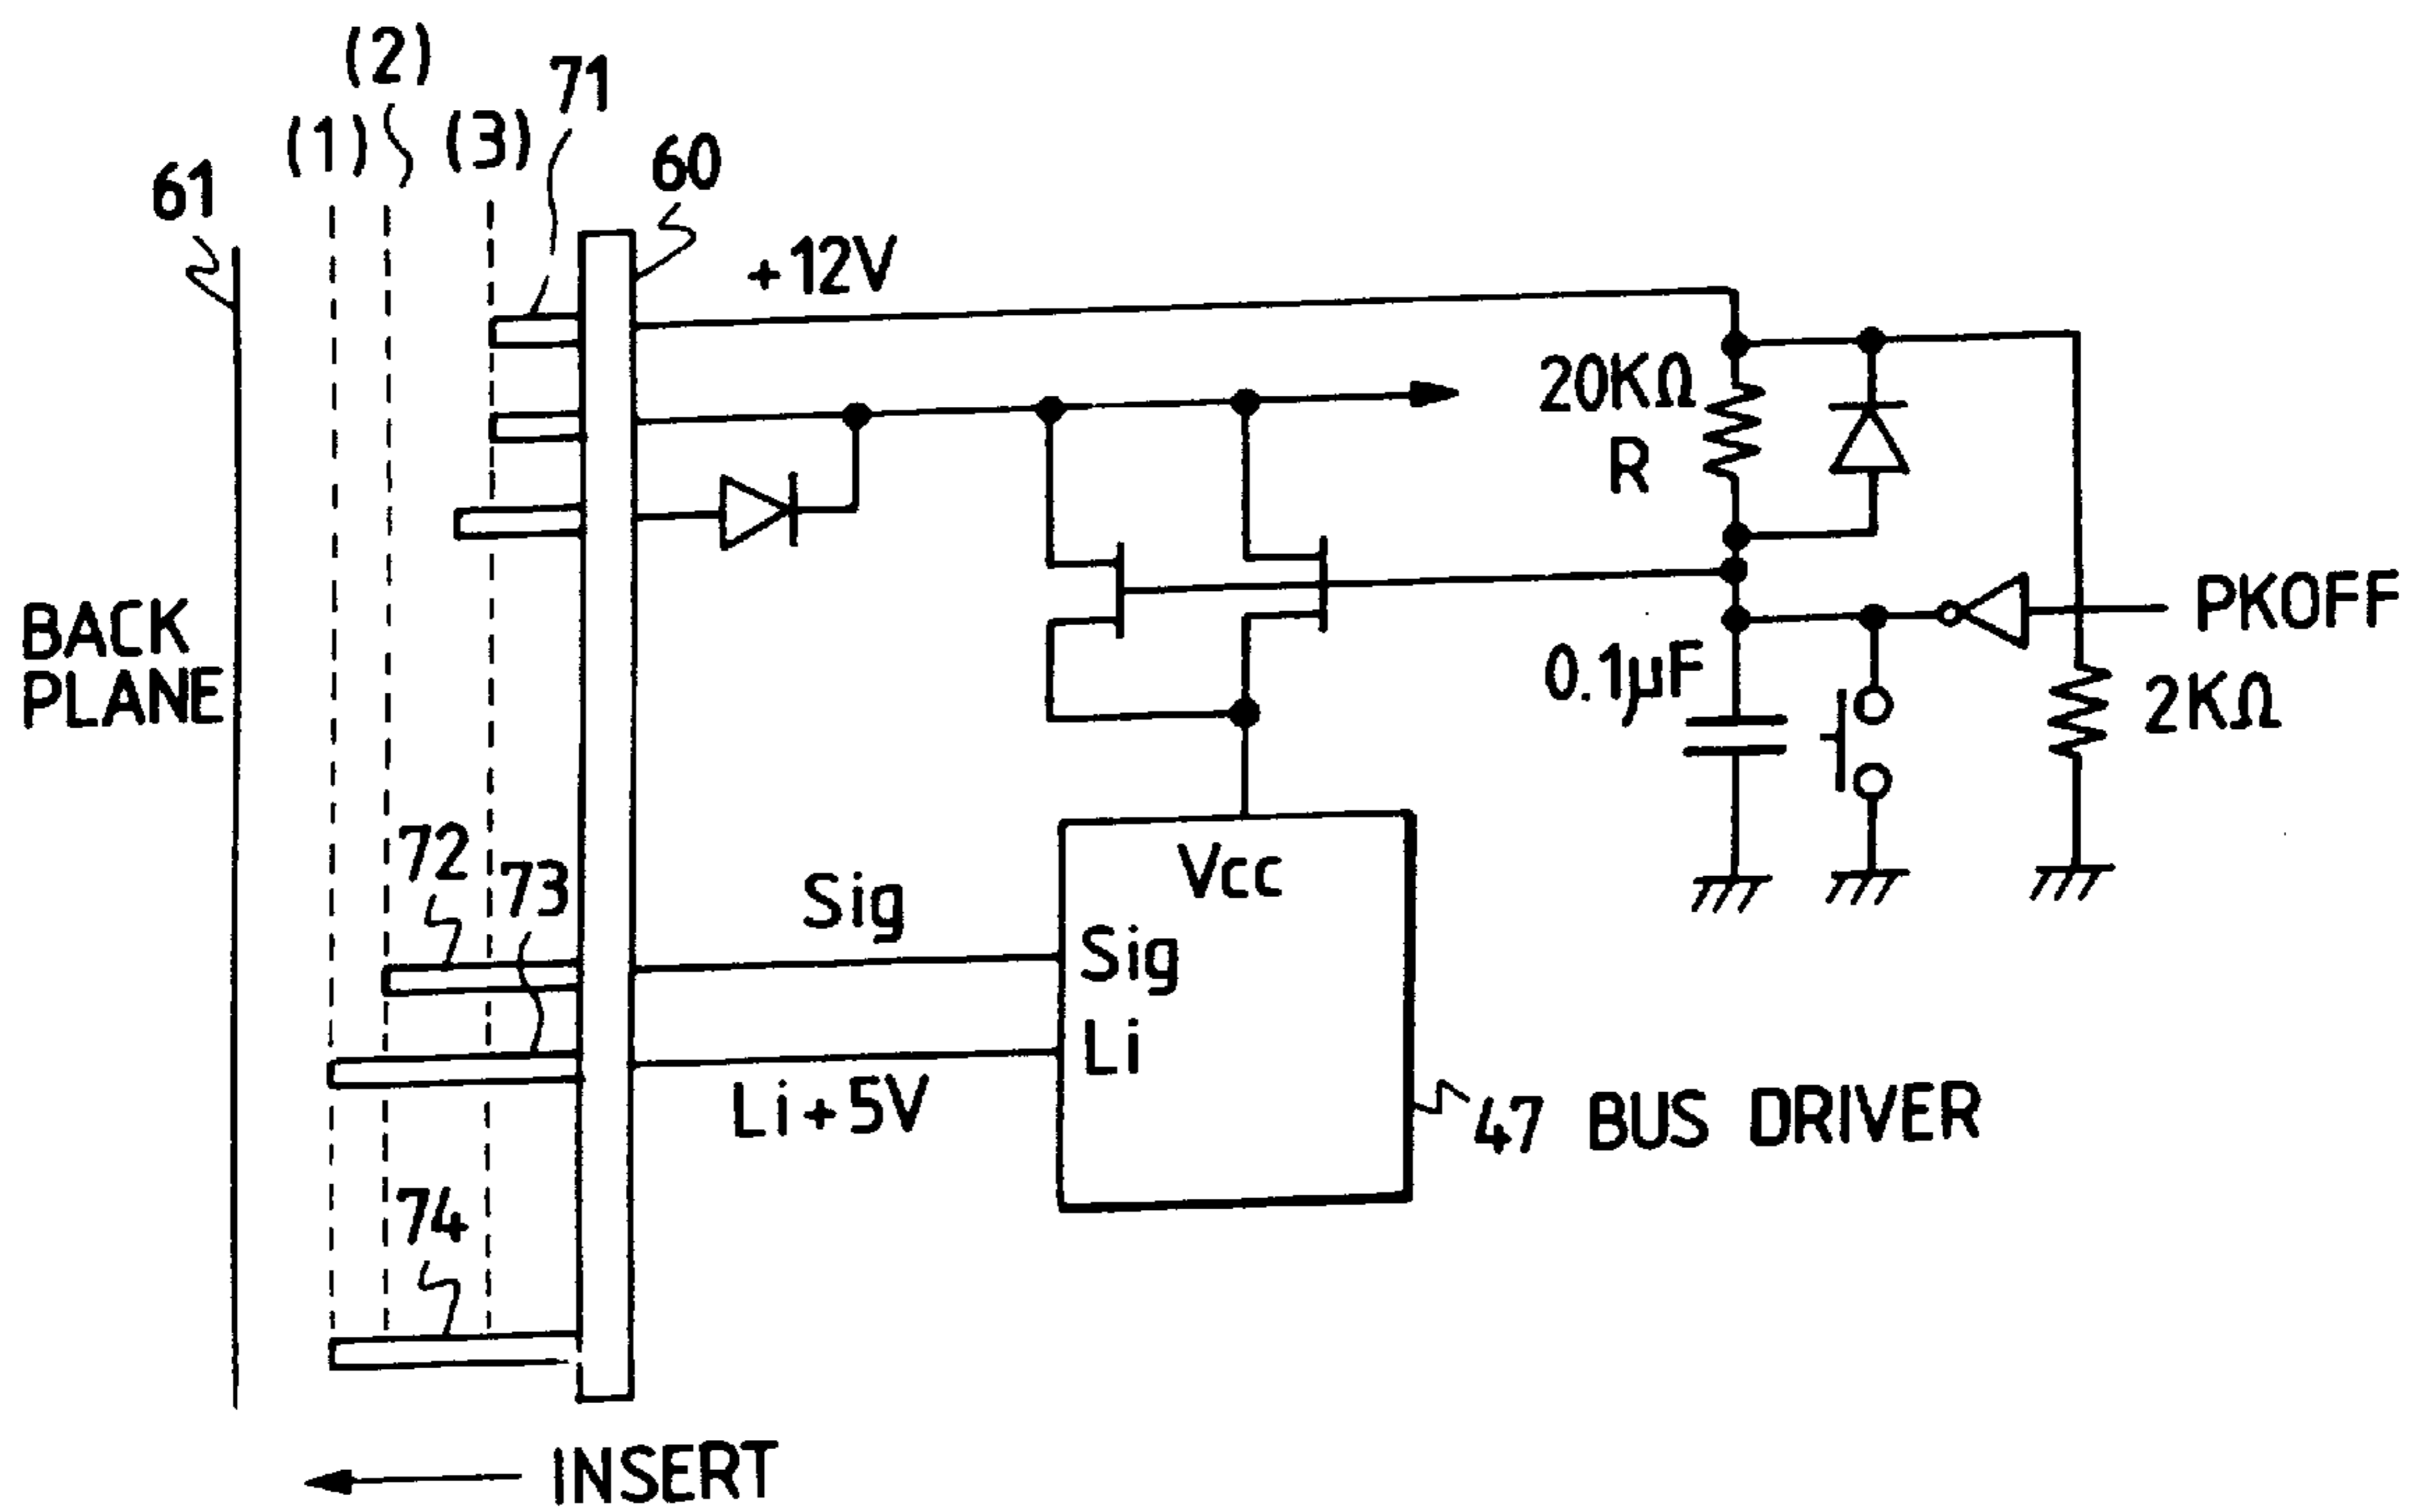 (2)
71
(1)
(3)
60
61
+12V
20KΩ
R
BACK
PLANE
PKOFF
0.1μF
2KΩ
72
73
Sig
Vcc
Sig
Li
Li+5V
47 BUS DRIVER
74
INSERT